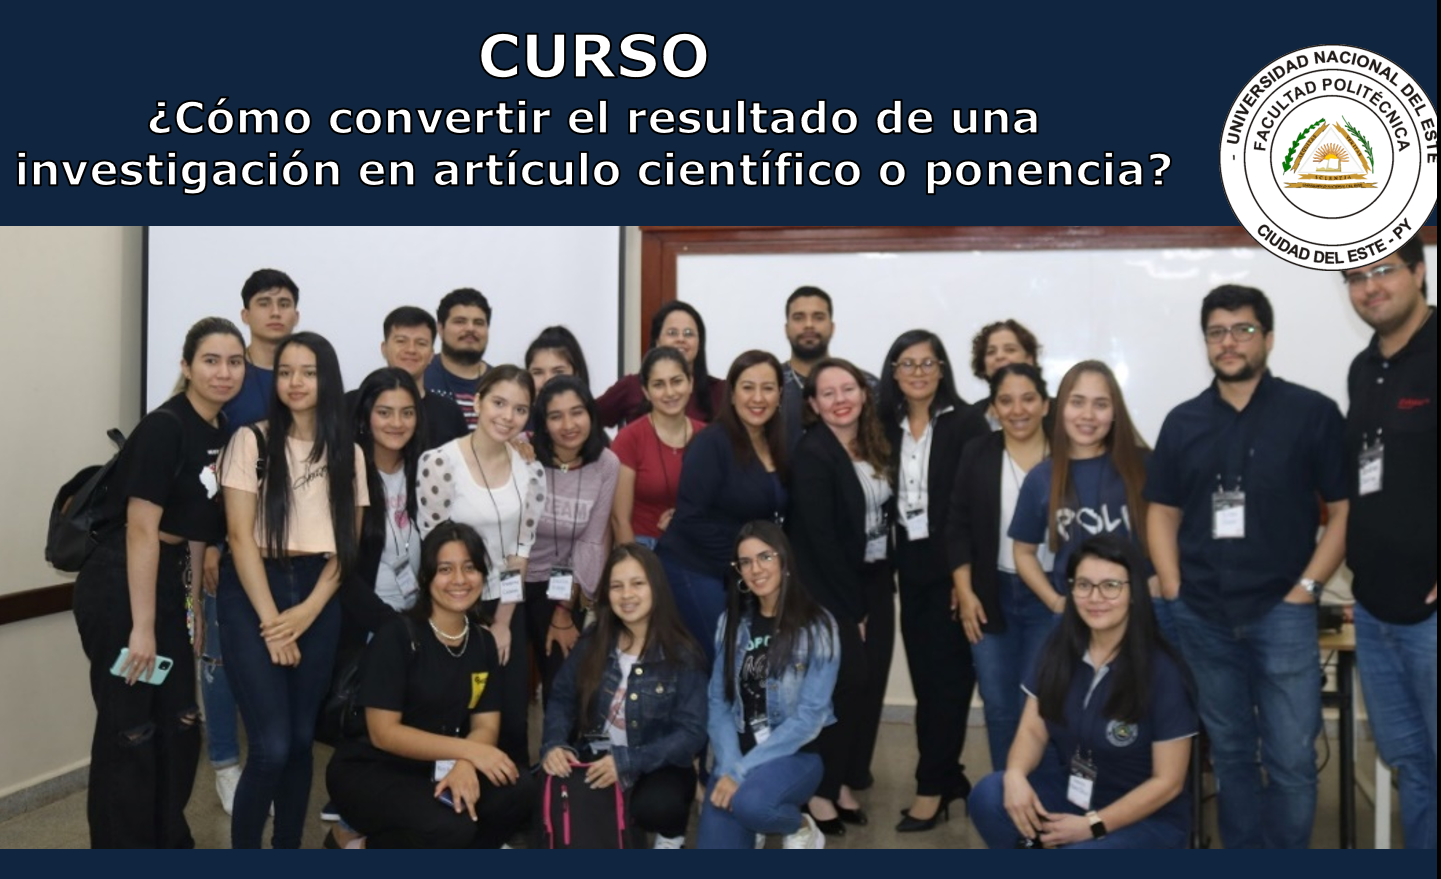 CURSO
¿Cómo convertir el resultado de una
investigación en artículo científico o ponencia?
- UNIVERSIDAD NACIONAL DEL ESTE
FACULTAD POLITÉCNICA
SCIENTIA
CIUDAD DEL ESTE - PY
POLI